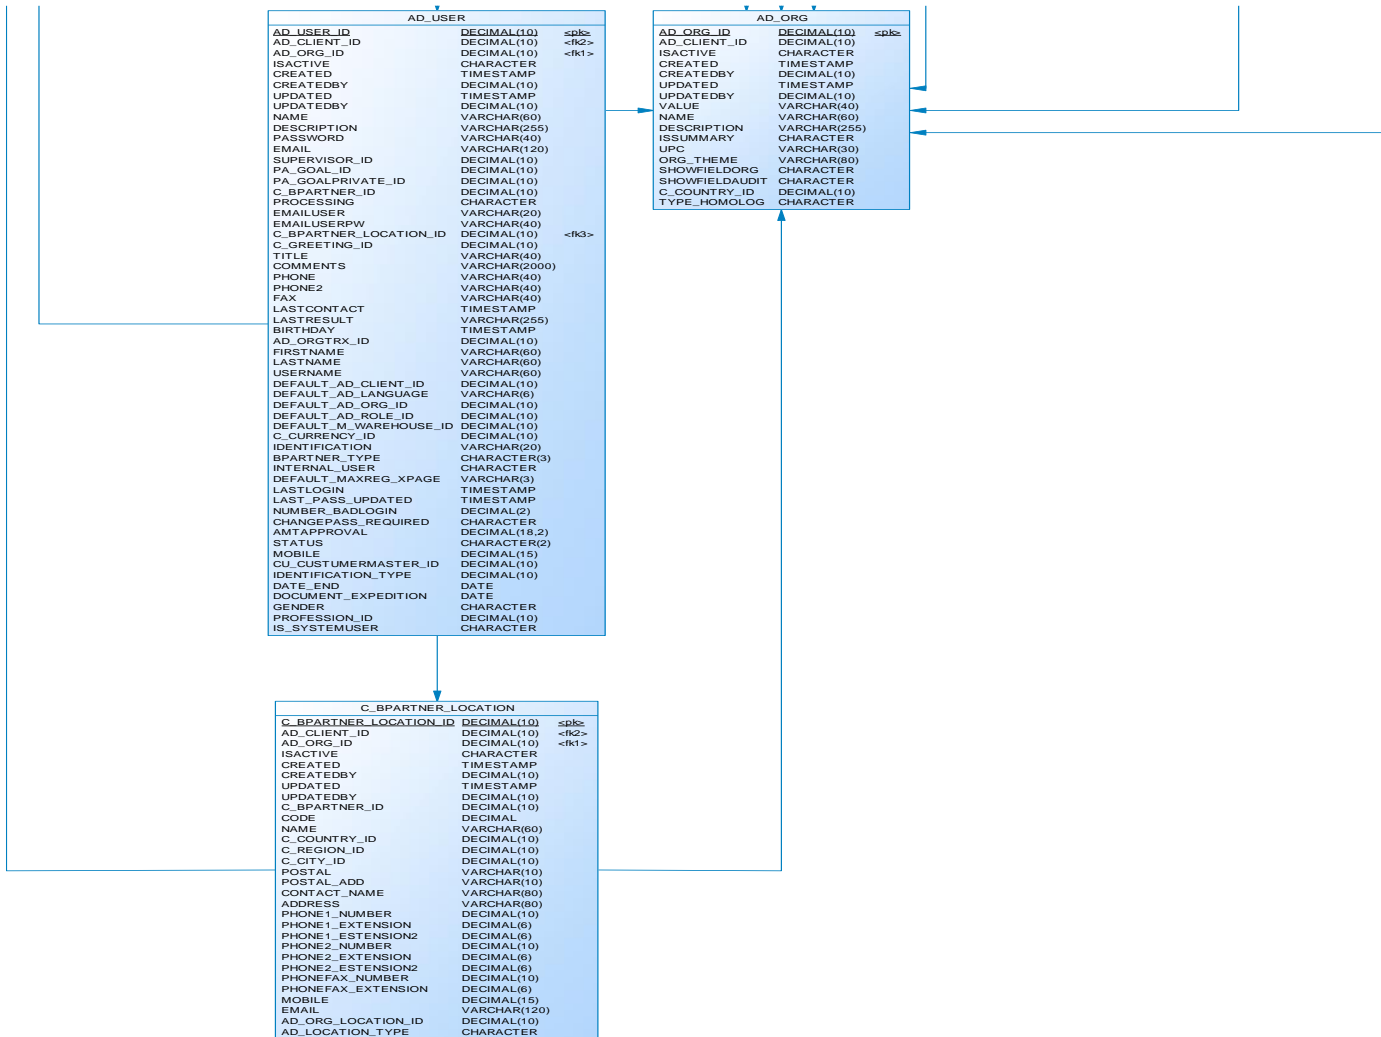 AD_USER
AD_USER_ID DECIMAL(10) <pk>
AD_CLIENT_ID DECIMAL(10) <fk2>
AD_ORG_ID DECIMAL(10) <fk1>
ISACTIVE CHARACTER
CREATED TIMESTAMP
CREATEDBY DECIMAL(10)
UPDATED TIMESTAMP
UPDATEDBY DECIMAL(10)
NAME VARCHAR(60)
DESCRIPTION VARCHAR(255)
PASSWORD VARCHAR(40)
EMAIL VARCHAR(120)
SUPERVISOR_ID DECIMAL(10)
PA_GOAL_ID DECIMAL(10)
PA_GOALPRIVATE_ID DECIMAL(10)
C_BPARTNER_ID DECIMAL(10)
PROCESSING CHARACTER
EMAILUSER VARCHAR(20)
EMAILUSERPW VARCHAR(40)
C_BPARTNER_LOCATION_ID DECIMAL(10) <fk3>
C_GREETING_ID DECIMAL(10)
TITLE VARCHAR(40)
COMMENTS VARCHAR(2000)
PHONE VARCHAR(40)
PHONE2 VARCHAR(40)
FAX VARCHAR(40)
LASTCONTACT TIMESTAMP
LASTRESULT VARCHAR(255)
BIRTHDAY TIMESTAMP
AD_ORGTRX_ID DECIMAL(10)
FIRSTNAME VARCHAR(60)
LASTNAME VARCHAR(60)
USERNAME VARCHAR(60)
DEFAULT_AD_CLIENT_ID DECIMAL(10)
DEFAULT_AD_LANGUAGE VARCHAR(6)
DEFAULT_AD_ORG_ID DECIMAL(10)
DEFAULT_AD_ROLE_ID DECIMAL(10)
DEFAULT_M_WAREHOUSE_ID DECIMAL(10)
C_CURRENCY_ID DECIMAL(10)
IDENTIFICATION VARCHAR(20)
BPARTNER_TYPE CHARACTER(3)
INTERNAL_USER CHARACTER
DEFAULT_MAXREG_XPAGE VARCHAR(3)
LASTLOGIN TIMESTAMP
LAST_PASS_UPDATED TIMESTAMP
NUMBER_BADLOGIN DECIMAL(2)
CHANGEPASS_REQUIRED CHARACTER
AMTAPPROVAL DECIMAL(18,2)
STATUS CHARACTER(2)
MOBILE DECIMAL(15)
CU_CUSTUMERMASTER_ID DECIMAL(10)
IDENTIFICATION_TYPE DECIMAL(10)
DATE_END DATE
DOCUMENT_EXPEDITION DATE
GENDER CHARACTER
PROFESSION_ID DECIMAL(10)
IS_SYSTEMUSER CHARACTER
AD_ORG
AD_ORG_ID DECIMAL(10) <pk>
AD_CLIENT_ID DECIMAL(10)
ISACTIVE CHARACTER
CREATED TIMESTAMP
CREATEDBY DECIMAL(10)
UPDATED TIMESTAMP
UPDATEDBY DECIMAL(10)
VALUE VARCHAR(40)
NAME VARCHAR(60)
DESCRIPTION VARCHAR(255)
ISSUMMARY CHARACTER
UPC VARCHAR(30)
ORG_THEME VARCHAR(80)
SHOWFIELDORG CHARACTER
SHOWFIELDAUDIT CHARACTER
C_COUNTRY_ID DECIMAL(10)
TYPE_HOMOLOG CHARACTER
C_BPARTNER_LOCATION
C_BPARTNER_LOCATION_ID DECIMAL(10) <pk>
AD_CLIENT_ID DECIMAL(10) <fk2>
AD_ORG_ID DECIMAL(10) <fk1>
ISACTIVE CHARACTER
CREATED TIMESTAMP
CREATEDBY DECIMAL(10)
UPDATED TIMESTAMP
UPDATEDBY DECIMAL(10)
C_BPARTNER_ID DECIMAL(10)
CODE DECIMAL
NAME VARCHAR(60)
C_COUNTRY_ID DECIMAL(10)
C_REGION_ID DECIMAL(10)
C_CITY_ID DECIMAL(10)
POSTAL VARCHAR(10)
POSTAL_ADD VARCHAR(10)
CONTACT_NAME VARCHAR(80)
ADDRESS VARCHAR(80)
PHONE1_NUMBER DECIMAL(10)
PHONE1_EXTENSION DECIMAL(6)
PHONE1_ESTENSION2 DECIMAL(6)
PHONE2_NUMBER DECIMAL(10)
PHONE2_EXTENSION DECIMAL(6)
PHONE2_ESTENSION2 DECIMAL(6)
PHONEFAX_NUMBER DECIMAL(10)
PHONEFAX_EXTENSION DECIMAL(6)
MOBILE DECIMAL(15)
EMAIL VARCHAR(120)
AD_ORG_LOCATION_ID DECIMAL(10)
AD_LOCATION_TYPE CHARACTER